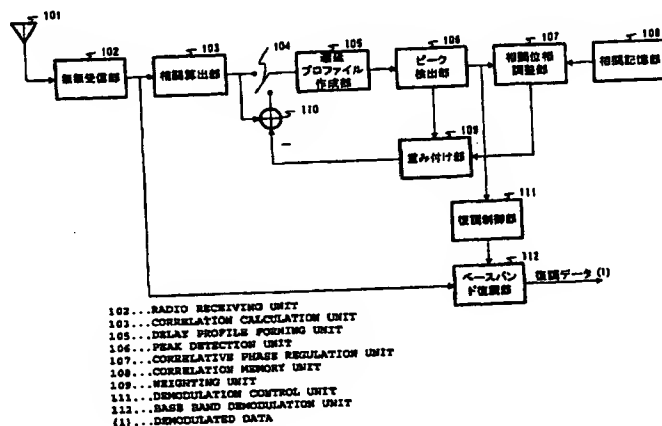 101
102
無線受信部
103
相関算出部
104
105
遅延
プロファイル
作成部
106
ピーク
検出部
107
相関位相
調整部
108
相関記憶部
110
−
109
重み付け部
111
復調制御部
112
ベースバン
ド復調部
復調データ(1)
102...RADIO RECEIVING UNIT
103...CORRELATION CALCULATION UNIT
105...DELAY PROFILE FORMING UNIT
106...PEAK DETECTION UNIT
107...CORRELATIVE PHASE REGULATION UNIT
108...CORRELATION MEMORY UNIT
109...WEIGHTING UNIT
111...DEMODULATION CONTROL UNIT
112...BASE BAND DEMODULATION UNIT
(1)...DEMODULATED DATA